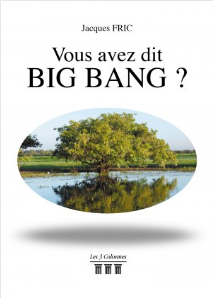 Jacques FRIC
Vous avez dit
BIG BANG ?
Les 3 Colonnes